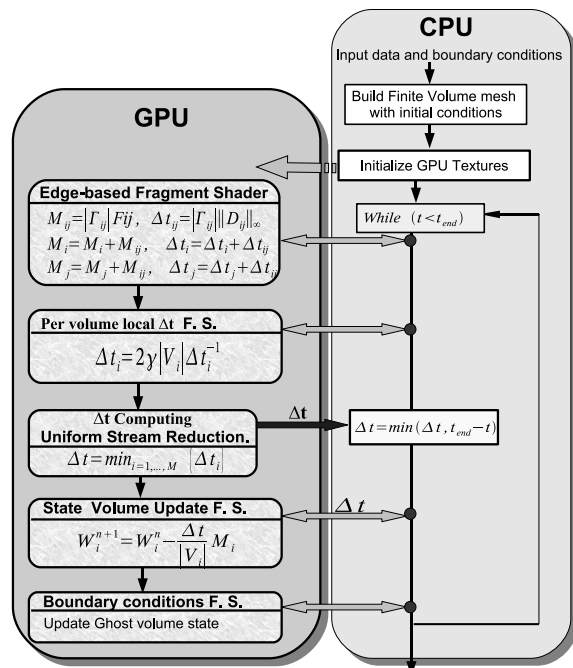 CPU
Input data and boundary conditions
Build Finite Volume mesh
with initial conditions
Initialize GPU Textures
While (t<t_end)
GPU
Edge-based Fragment Shader
M_ij=|Γ_ij|Fij, Δt_ij=|Γ_ij|‖D_ij‖_∞
M_i=M_i+M_ij, Δt_i=Δt_i+Δt_ij
M_j=M_j+M_ij, Δt_j=Δt_j+Δt_ij
Per volume local Δt F. S.
Δt_i=2γ|V_i|Δt_i^-1
Δt Computing
Uniform Stream Reduction.
Δt=min_i=1,...,M [Δt_i]
Δt
Δt=min(Δt,t_end−t)
State Volume Update F. S.
W_i^n+1=W_i^n−Δt/|V_i| M_i
Δt
Boundary conditions F. S.
Update Ghost volume state